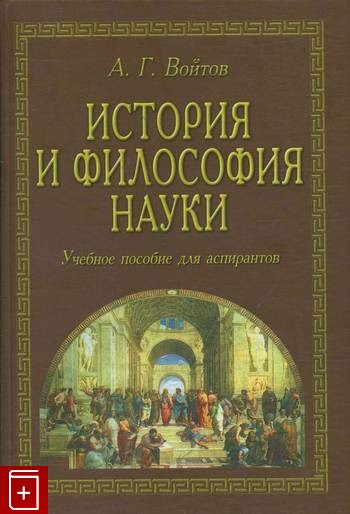 А. Г. Войтов
ИСТОРИЯ
И ФИЛОСОФИЯ
НАУКИ
Учебное пособие для аспирантов